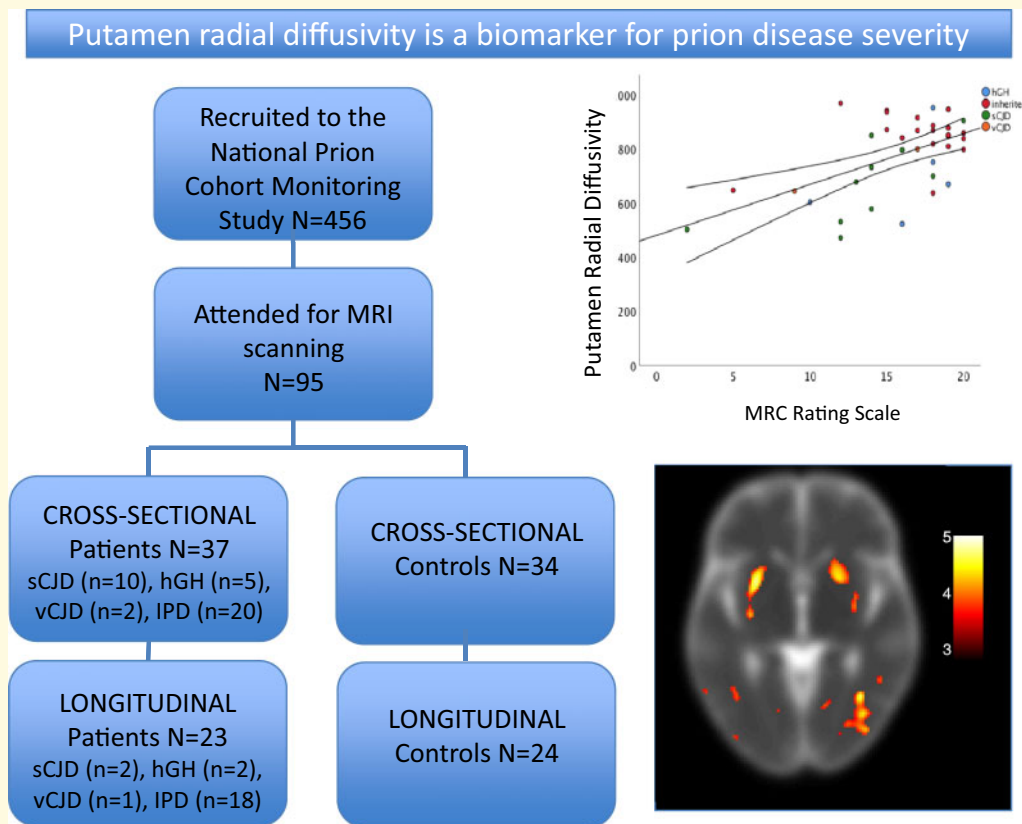 Putamen radial diffusivity is a biomarker for prion disease severity
Recruited to the
National Prion
Cohort Monitoring
Study N=456
Attended for MRI
scanning
N=95
CROSS-SECTIONAL
Patients N=37
sCJD (n=10), hGH (n=5),
vCJD (n=2), IPD (n=20)
CROSS-SECTIONAL
Controls N=34
LONGITUDINAL
Patients N=23
sCJD (n=2), hGH (n=2),
vCJD (n=1), IPD (n=18)
LONGITUDINAL
Controls N=24
Putamen Radial Diffusivity
000
800
600
400
200
0
0
5
10
15
20
MRC Rating Scale
hGH
inherite
sCJD
vCJD
5
4
3